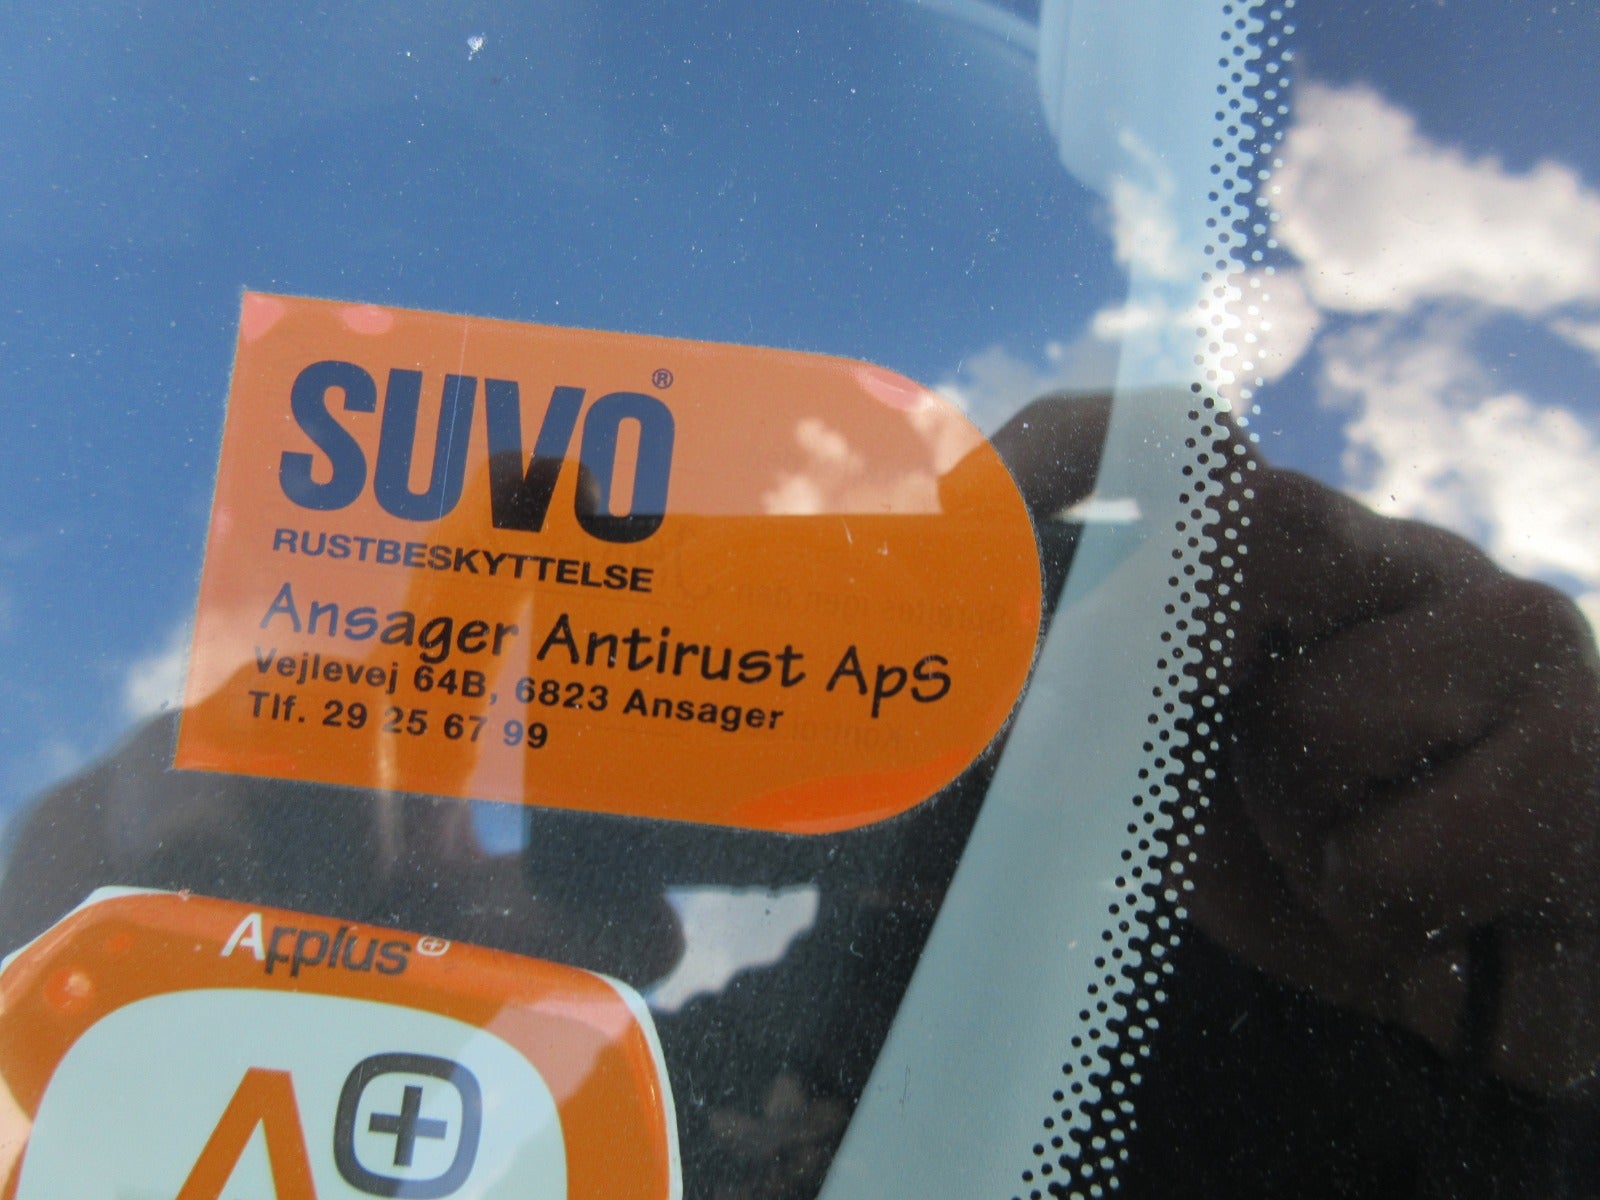 SUVO®
RUSTBESKYTTELSE
Ansager Antirust ApS
Vejlevej 64B, 6823 Ansager
Tlf. 29 25 67 99
Applus+
A+